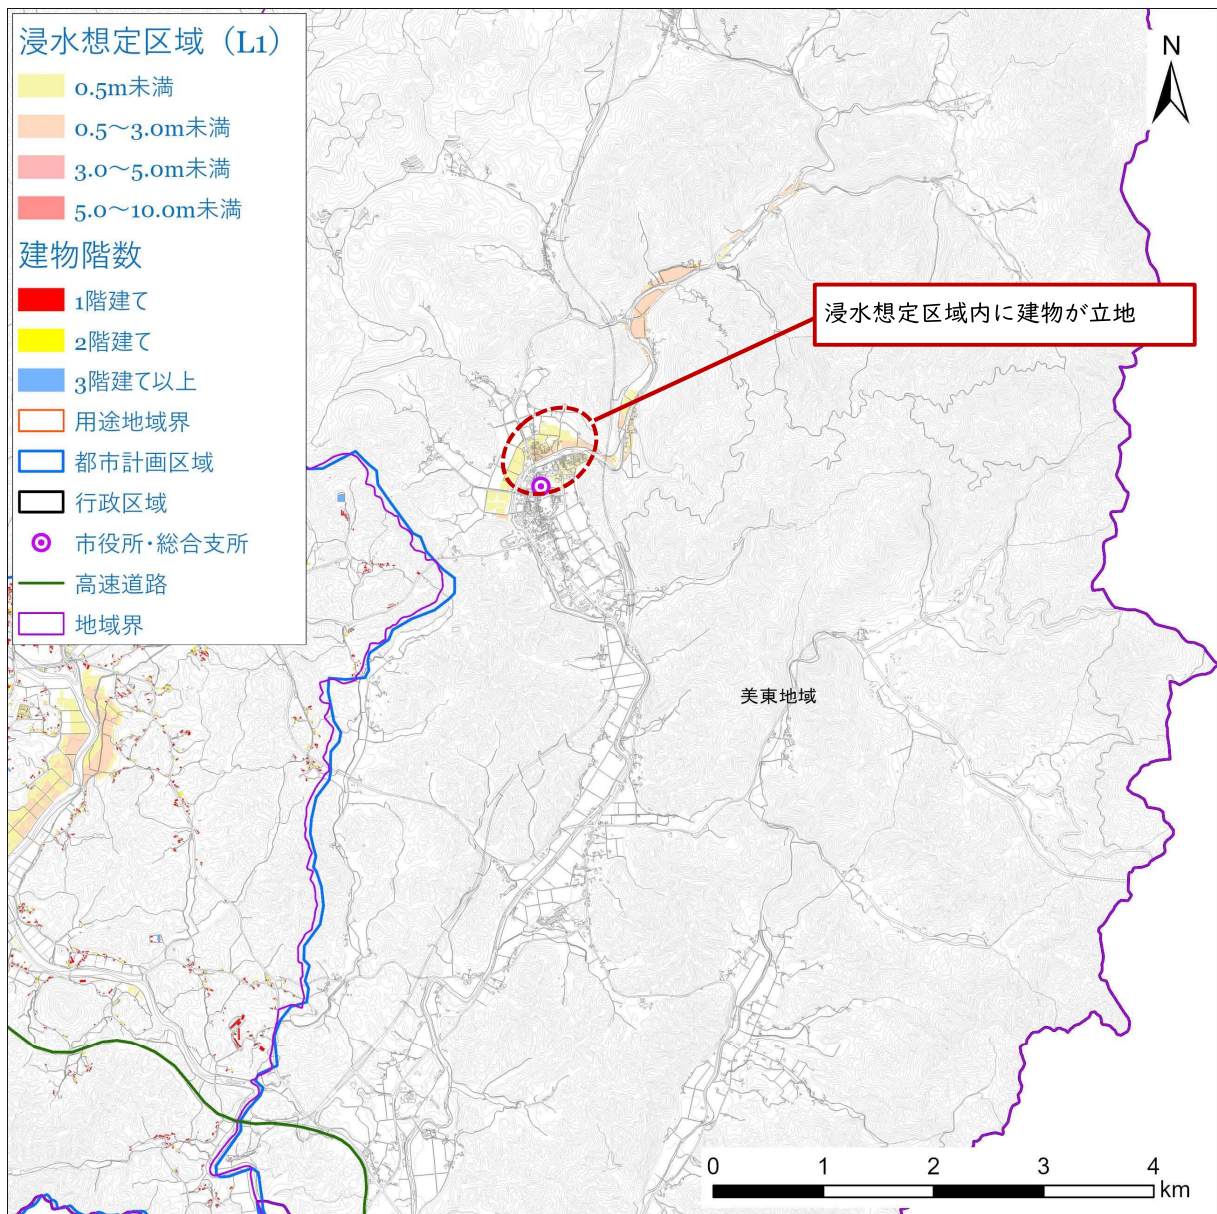 浸水想定区域（L1）
0.5m未満
0.5～3.0m未満
3.0～5.0m未満
5.0～10.0m未満
建物階数
1階建て
2階建て
3階建て以上
用途地域界
都市計画区域
行政区域
市役所・総合支所
高速道路
地域界
N
浸水想定区域内に建物が立地
美東地域
0 1 2 3 4
km